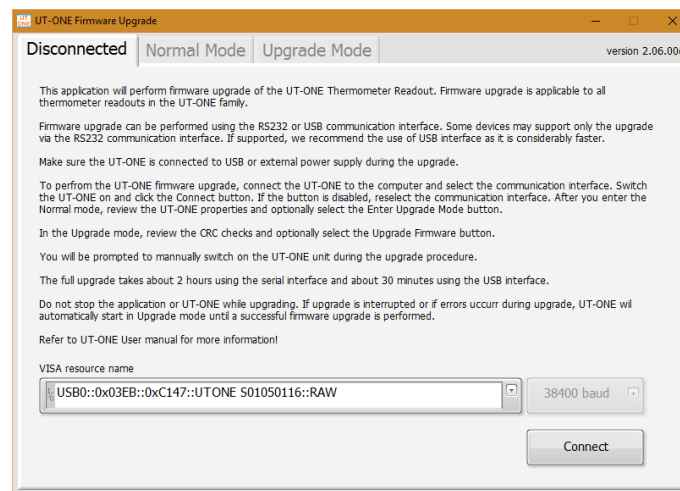 UT-ONE Firmware Upgrade
Disconnected Normal Mode Upgrade Mode version 2.06.00
This application will perform firmware upgrade of the UT-ONE Thermometer Readout. Firmware upgrade is applicable to all
thermometer readouts in the UT-ONE family.
Firmware upgrade can be performed using the RS232 or USB communication interface. Some devices may support only the upgrade
via the RS232 communication interface. If supported, we recommend the use of USB interface as it is considerably faster.
Make sure the UT-ONE is connected to USB or external power supply during the upgrade.
To perfrom the UT-ONE firmware upgrade, connect the UT-ONE to the computer and select the communication interface. Switch
the UT-ONE on and click the Connect button. If the button is disabled, reselect the communication interface. After you enter the
Normal mode, review the UT-ONE properties and optionally select the Enter Upgrade Mode button.
In the Upgrade mode, review the CRC checks and optionally select the Upgrade Firmware button.
You will be prompted to mannually switch on the UT-ONE unit during the upgrade procedure.
The full upgrade takes about 2 hours using the serial interface and about 30 minutes using the USB interface.
Do not stop the application or UT-ONE while upgrading. If upgrade is interrupted or if errors uccurr during upgrade, UT-ONE wil
automatically start in Upgrade mode until a successful firmware upgrade is performed.
Refer to UT-ONE User manual for more information!
VISA resource name
USB0::0x03EB::0xC147::UTONE S01050116::RAW
38400 baud
Connect